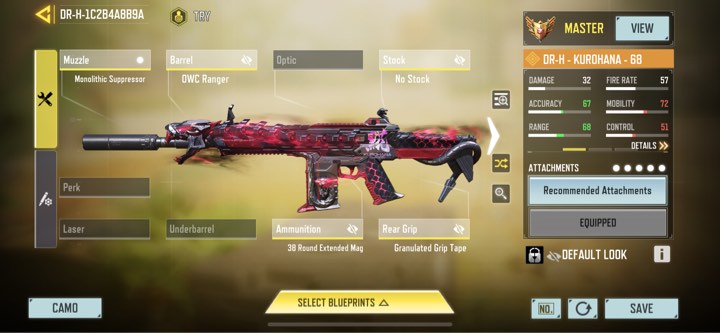 DR-H-1C2B4A8B9A
TRY
MASTER
VIEW
Muzzle
Monolithic Suppressor
Barrel
OWC Ranger
Optic
Stock
No Stock
DR-H - KUROHANA - 68
DAMAGE 32
FIRE RATE 57
ACCURACY 67
MOBILITY 72
RANGE 68
CONTROL 51
DETAILS
ATTACHMENTS
Recommended Attachments
EQUIPPED
Perk
Laser
Underbarrel
Ammunition
38 Round Extended Mag
Rear Grip
Granulated Grip Tape
DEFAULT LOOK
i
CAMO
SELECT BLUEPRINTS
NO.
SAVE